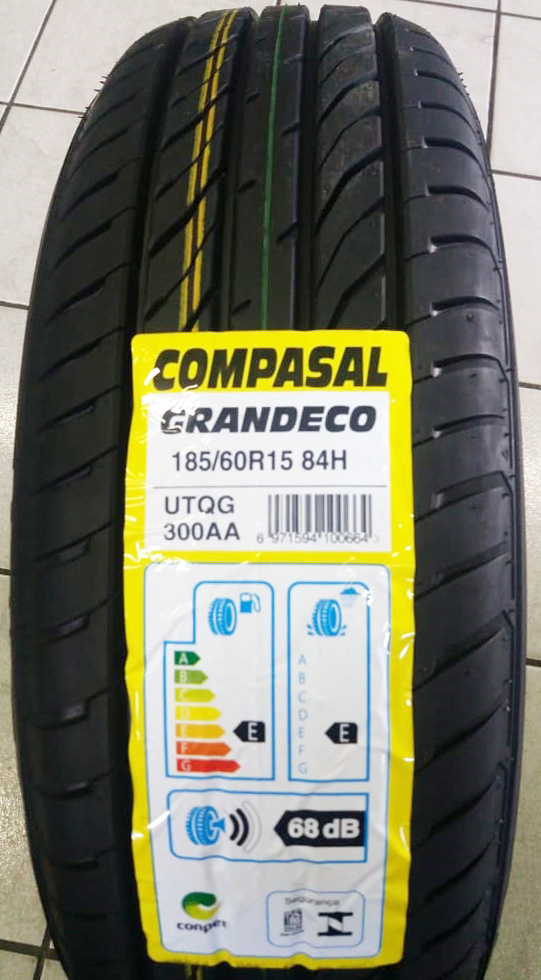 COMPASAL
GRANDECO
185/60R15 84H
UTQG
300AA
6 971594 100664 >
A
B
C
D
E
F
G
E
A
B
C
D
E
F
G
E
68 dB
conpet
Segurança